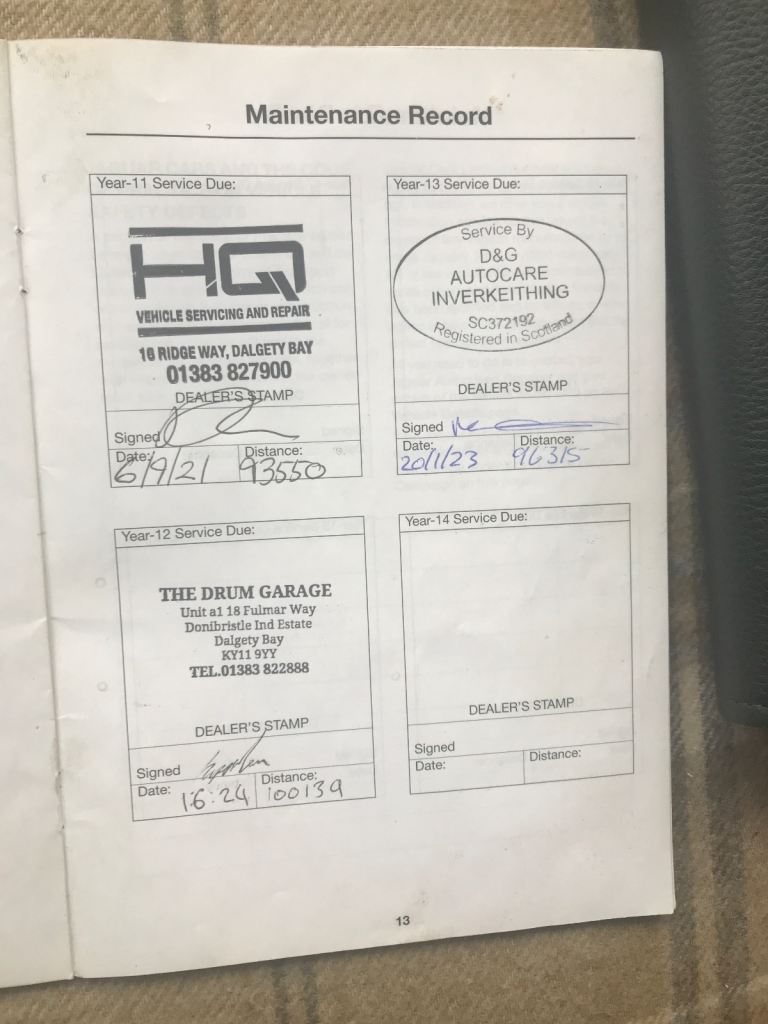 Maintenance Record
Year-11 Service Due:
HQ
VEHICLE SERVICING AND REPAIR
16 RIDGE WAY, DALGETY BAY
01383 827900
DEALER'S STAMP
Signed
Date: Distance:
6/9/21 93550
Year-13 Service Due:
Service By
D&G
AUTOCARE
INVERKEITHING
SC372192
Registered in Scotland
DEALER'S STAMP
Signed
Date: Distance:
20/1/23 96315
Year-12 Service Due:
THE DRUM GARAGE
Unit a1 18 Fulmar Way
Donibristle Ind Estate
Dalgety Bay
KY11 9YY
TEL.01383 822888
DEALER'S STAMP
Signed
Date: Distance:
1:6:24 100139
Year-14 Service Due:
DEALER'S STAMP
Signed
Date: Distance:
13